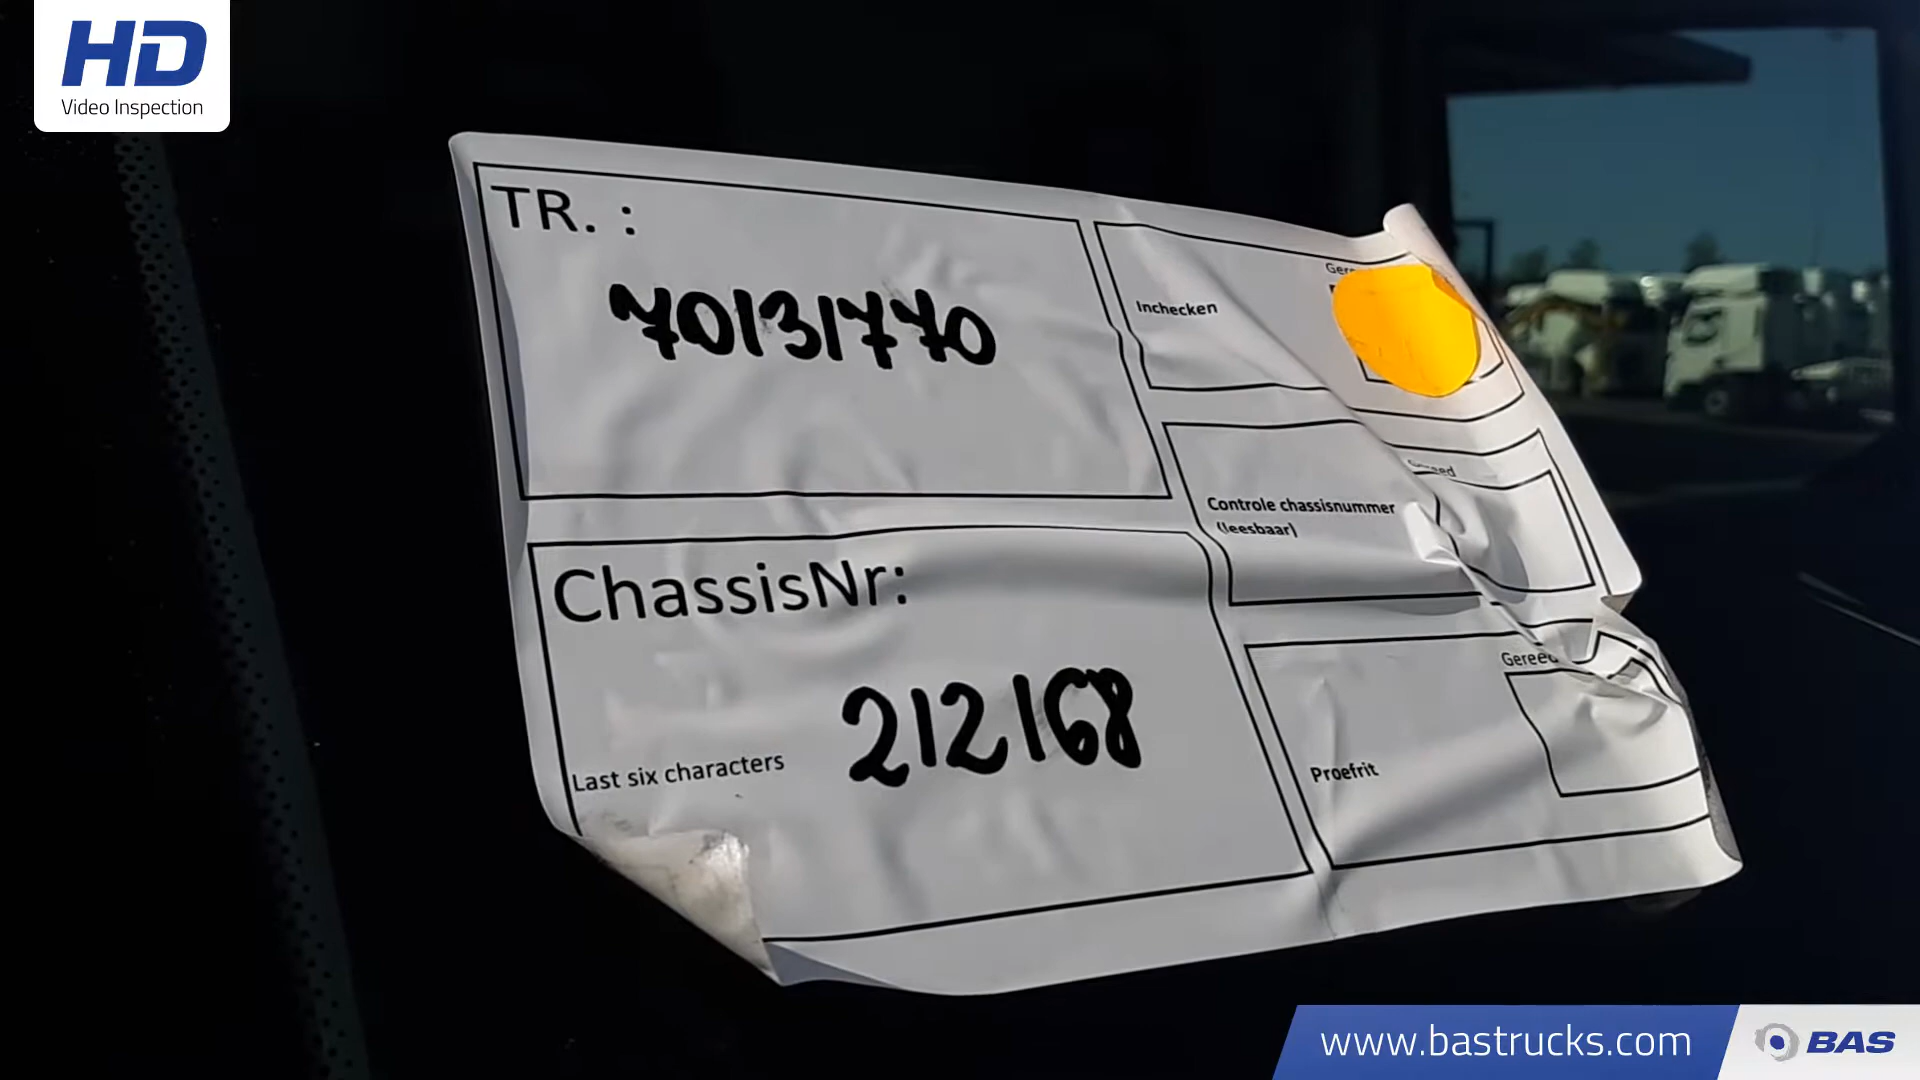 HD
Video Inspection
TR. :
70131770
Inchecken
Controle chassisnummer
(leesbaar)
Gereed
ChassisNr:
Last six characters
212168
Gereed
Proefrit
www.bastrucks.com
BAS